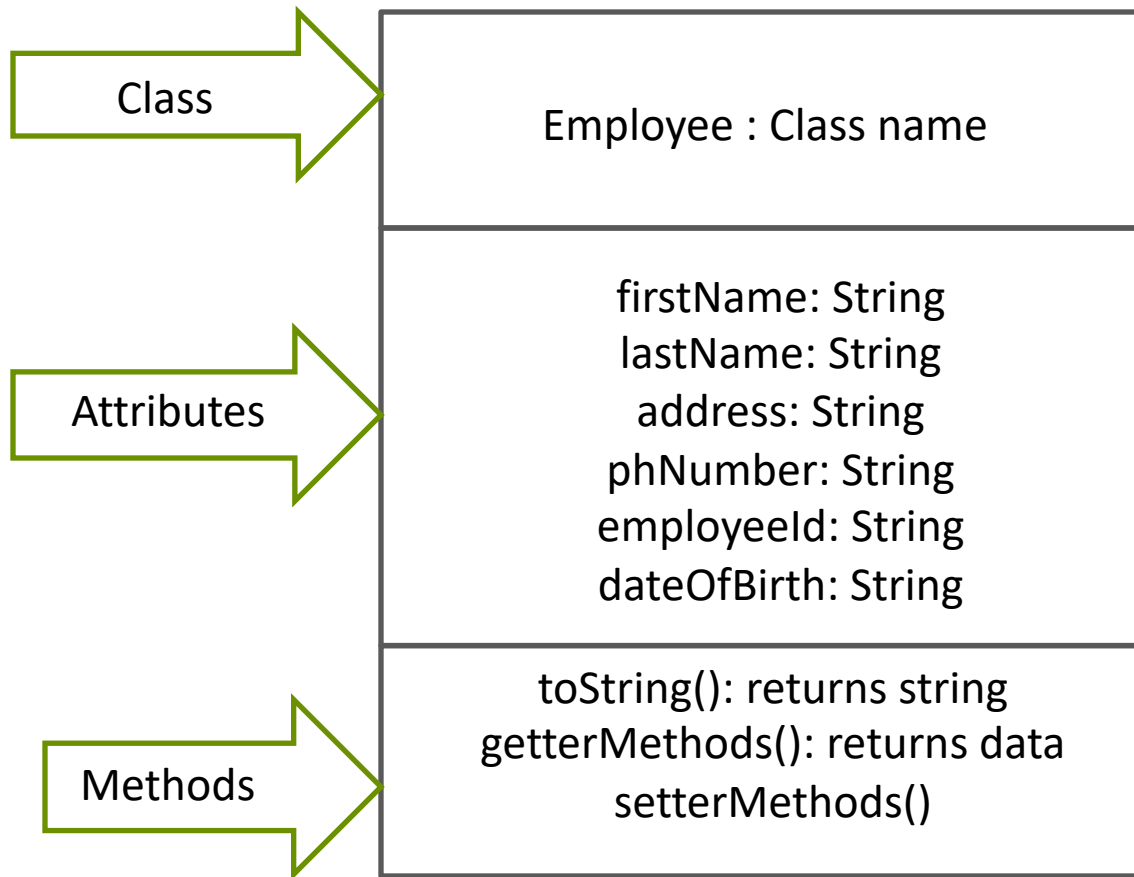 Class
Employee : Class name
Attributes
firstName: String
lastName: String
address: String
phNumber: String
employeeId: String
dateOfBirth: String
Methods
toString(): returns string
getterMethods(): returns data
setterMethods()